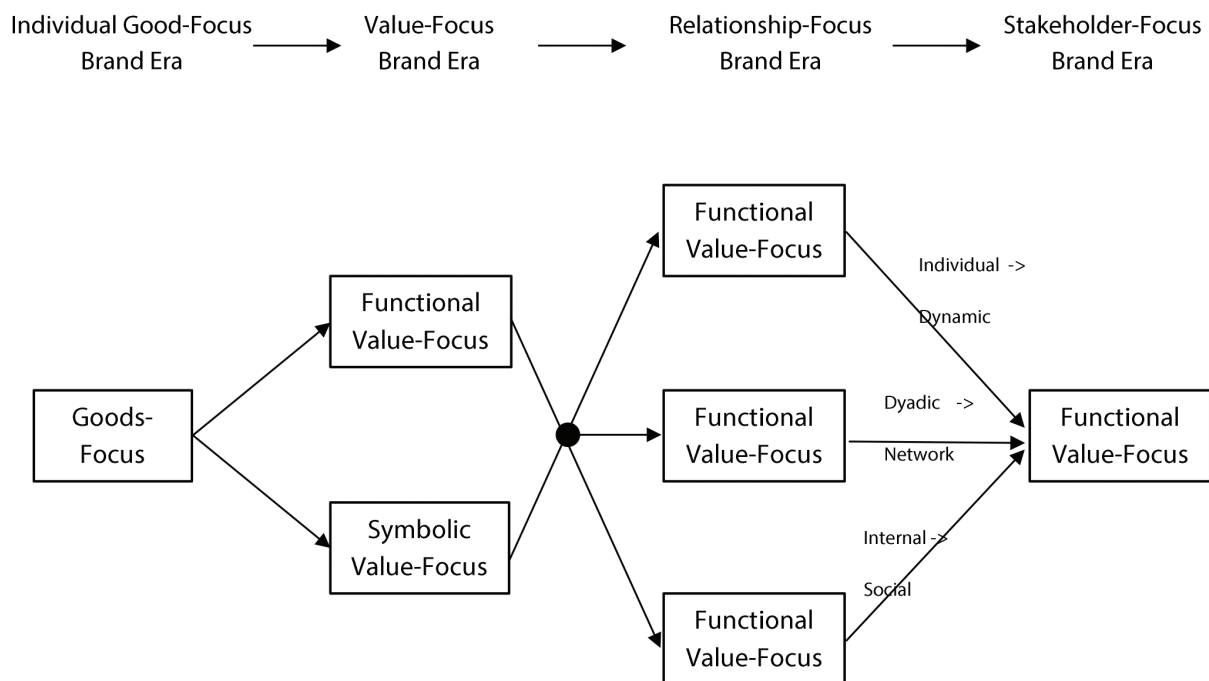 Individual Good-Focus
Brand Era
Value-Focus
Brand Era
Relationship-Focus
Brand Era
Stakeholder-Focus
Brand Era
Goods-
Focus
Functional
Value-Focus
Symbolic
Value-Focus
Functional
Value-Focus
Functional
Value-Focus
Functional
Value-Focus
Individual ->
Dynamic
Dyadic ->
Network
Internal ->
Social
Functional
Value-Focus